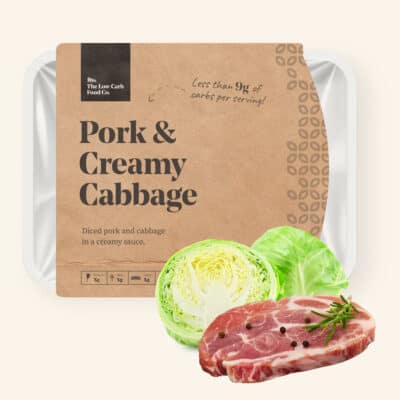 The Low Carb
Food Co.
Less than 9g of
carbs per serving!
Pork &
Creamy
Cabbage
Diced pork and cabbage
in a creamy sauce.